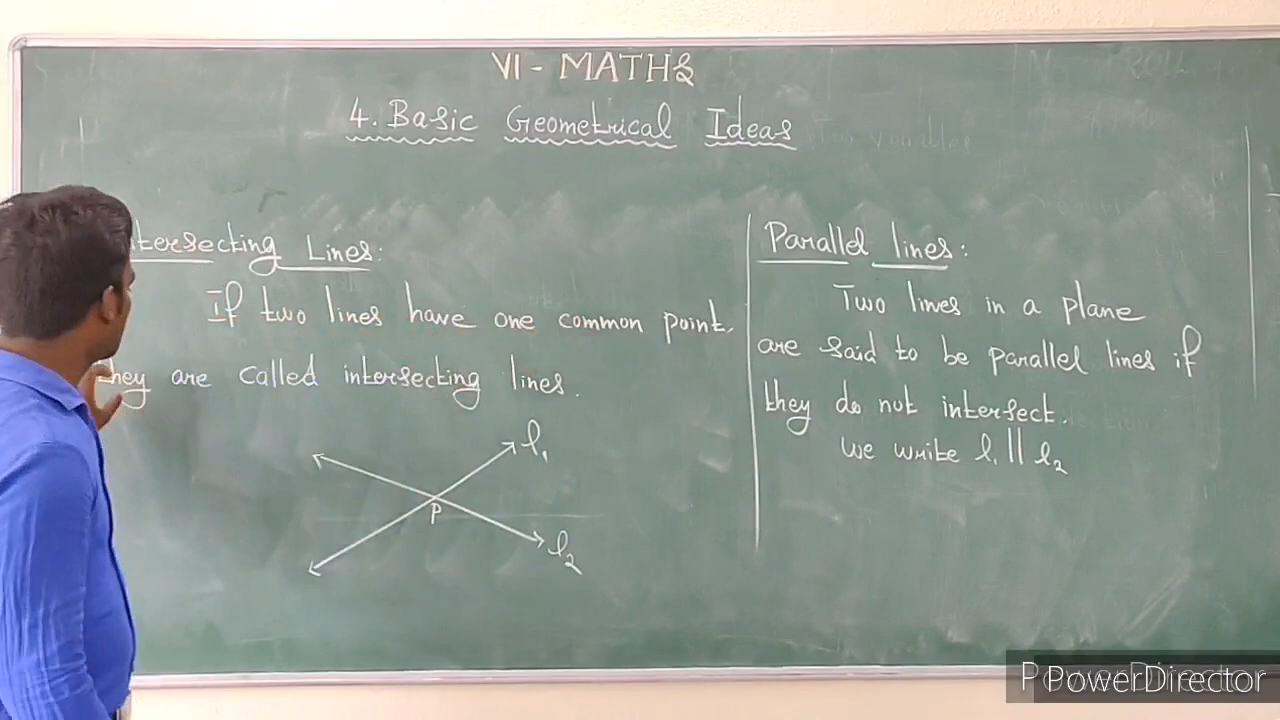 VI - MATHS
4. Basic Geometrical Ideas
ntersecting Lines:
If two lines have one common point,
they are called intersecting lines.
l₁
P
l₂
Parallel lines:
Two lines in a plane
are said to be parallel lines if
they do not intersect.
we write l₁ || l₂
PowerDirector